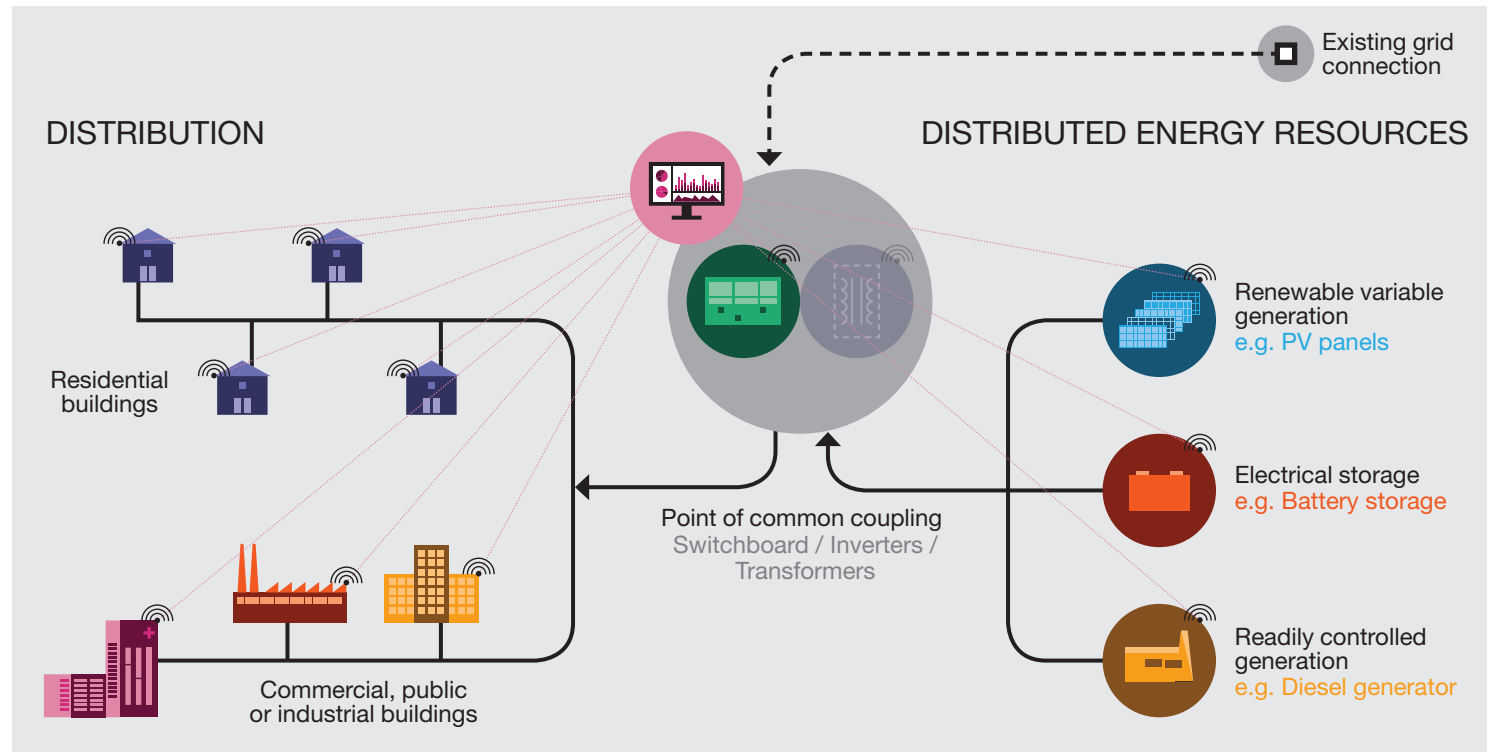 Existing grid
connection
DISTRIBUTION
DISTRIBUTED ENERGY RESOURCES
Residential
buildings
Renewable variable
generation
e.g. PV panels
Electrical storage
e.g. Battery storage
Point of common coupling
Switchboard / Inverters /
Transformers
Readily controlled
generation
e.g. Diesel generator
Commercial, public
or industrial buildings